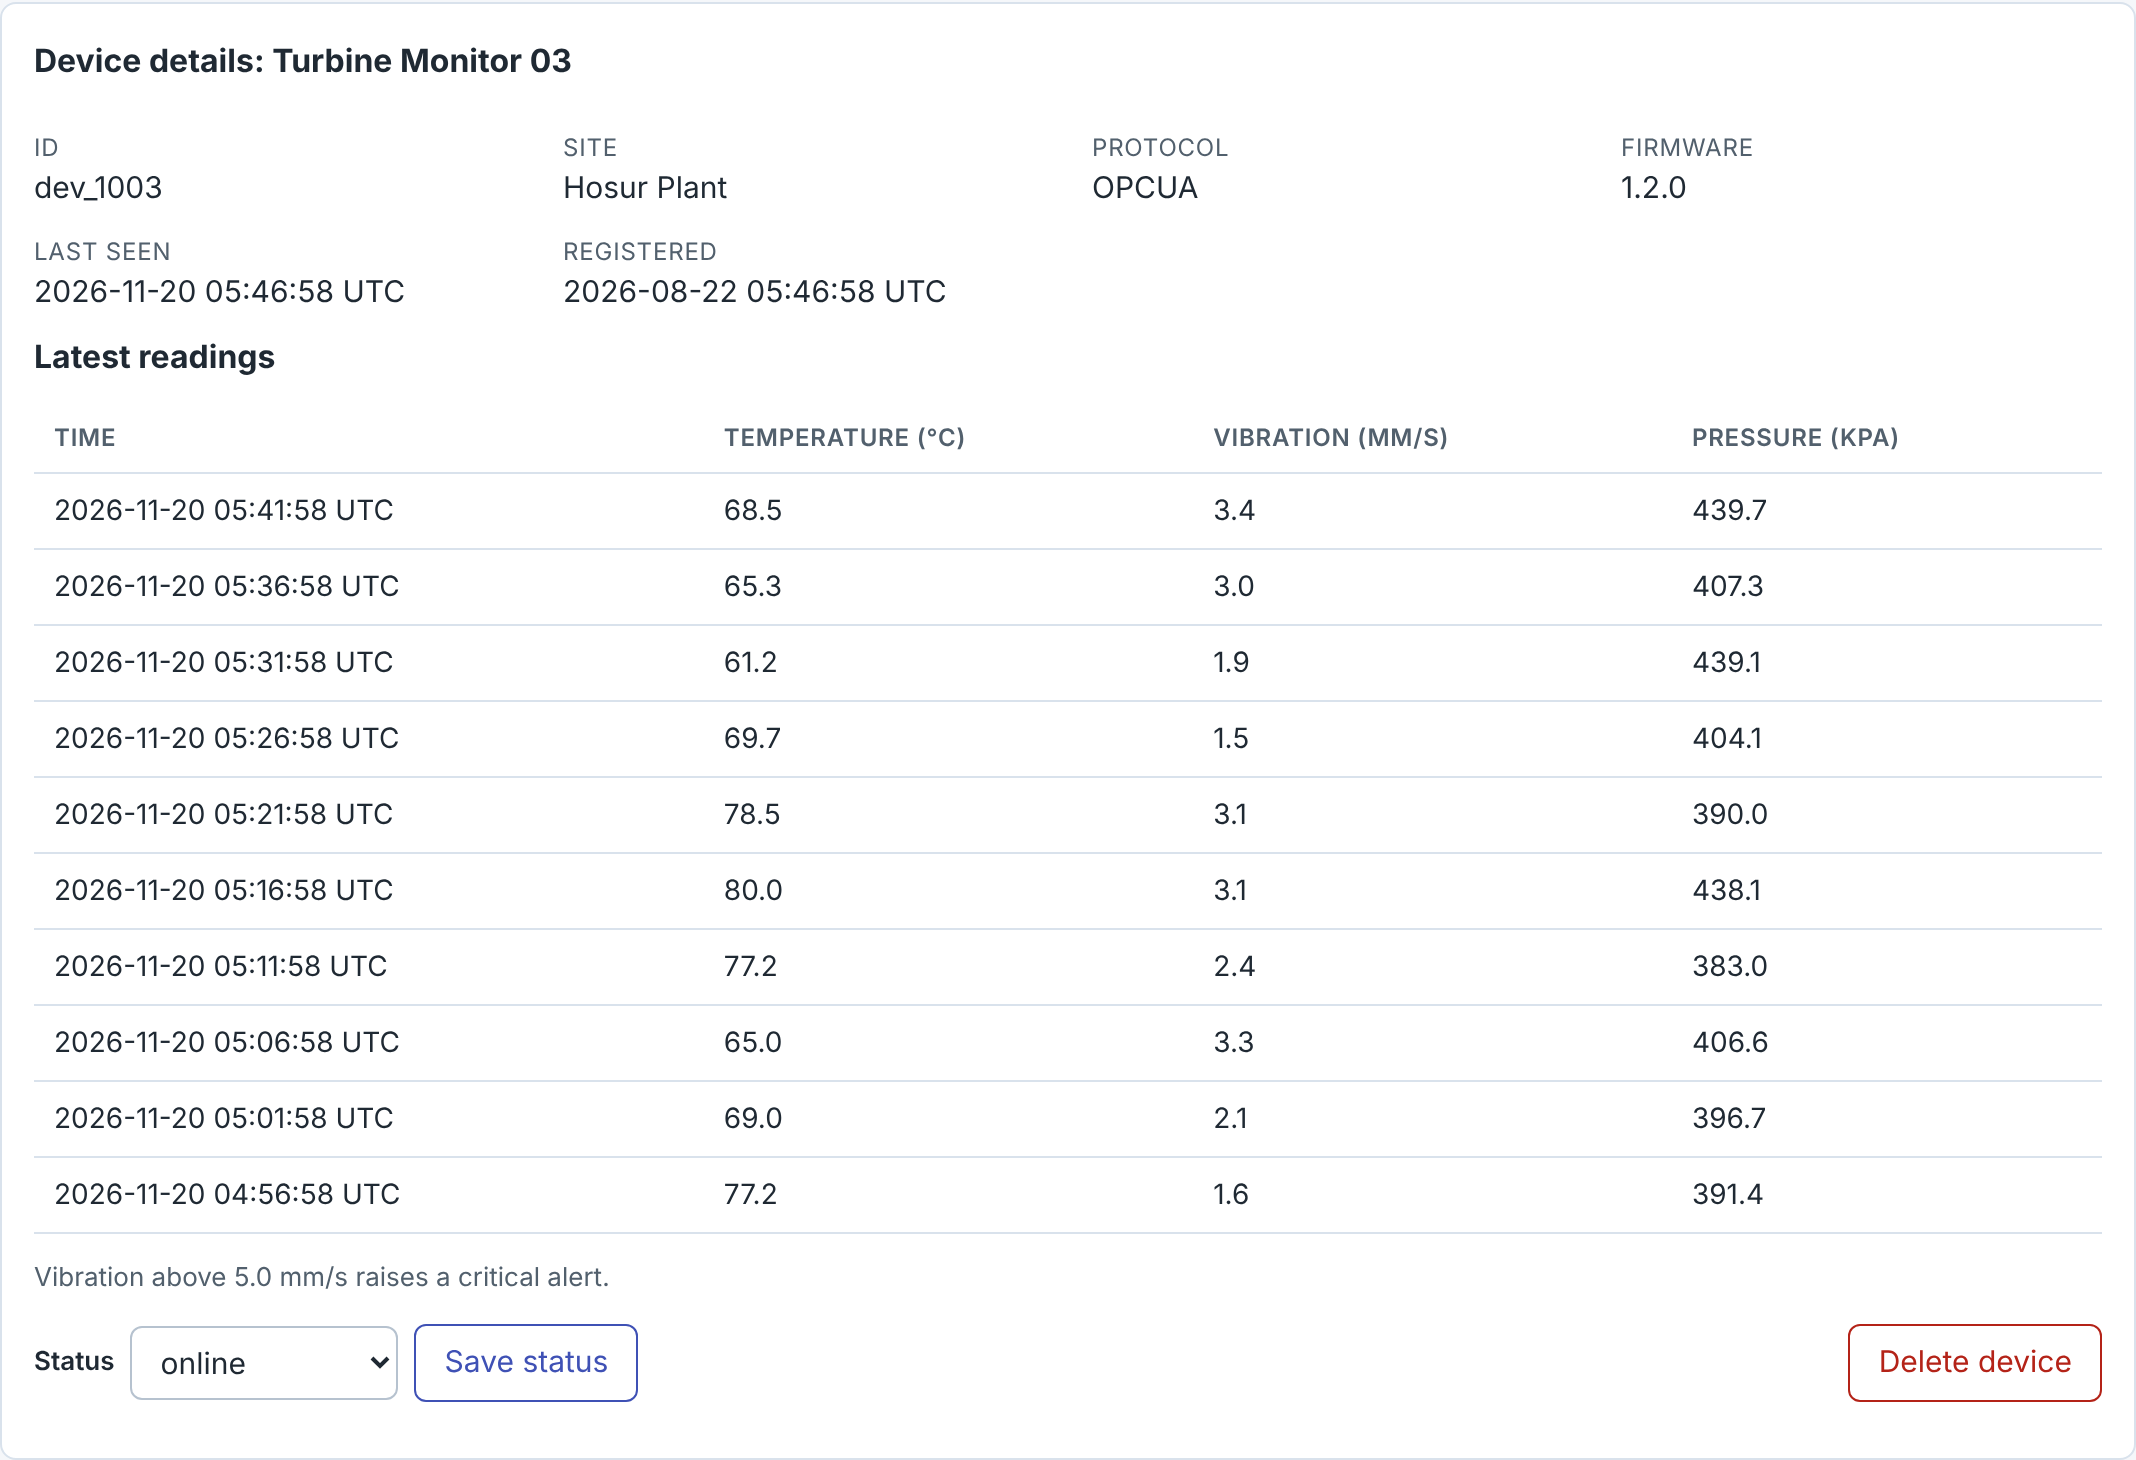 Device details: Turbine Monitor 03
ID SITE PROTOCOL FIRMWARE
dev_1003 Hosur Plant OPCUA 1.2.0
LAST SEEN REGISTERED
2026-11-20 05:46:58 UTC 2026-08-22 05:46:58 UTC
Latest readings
TIME TEMPERATURE (°C) VIBRATION (MM/S) PRESSURE (KPA)
2026-11-20 05:41:58 UTC 68.5 3.4 439.7
2026-11-20 05:36:58 UTC 65.3 3.0 407.3
2026-11-20 05:31:58 UTC 61.2 1.9 439.1
2026-11-20 05:26:58 UTC 69.7 1.5 404.1
2026-11-20 05:21:58 UTC 78.5 3.1 390.0
2026-11-20 05:16:58 UTC 80.0 3.1 438.1
2026-11-20 05:11:58 UTC 77.2 2.4 383.0
2026-11-20 05:06:58 UTC 65.0 3.3 406.6
2026-11-20 05:01:58 UTC 69.0 2.1 396.7
2026-11-20 04:56:58 UTC 77.2 1.6 391.4
Vibration above 5.0 mm/s raises a critical alert.
Status online Save status Delete device